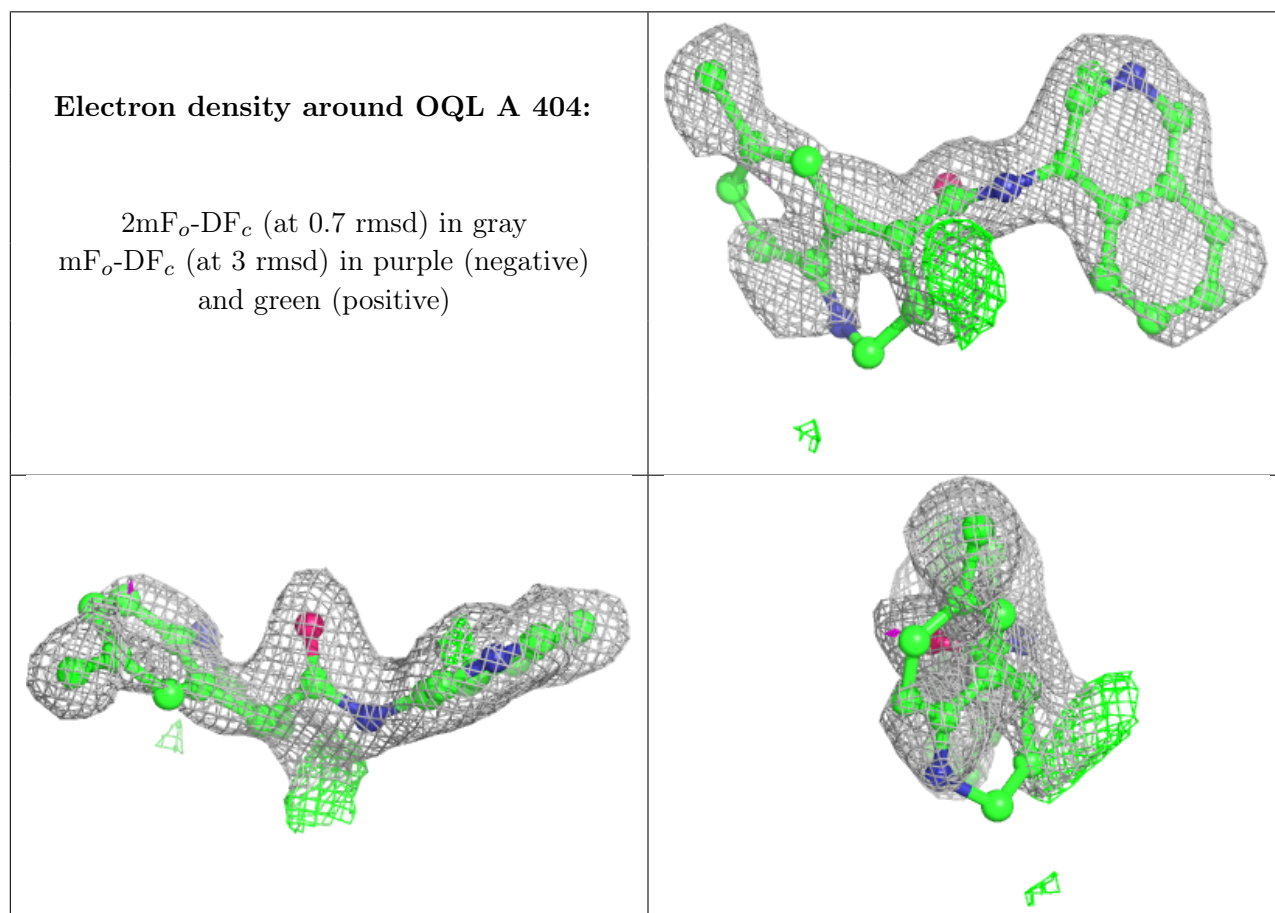 Electron density around OQL A 404:
2mFo-DFc (at 0.7 rmsd) in gray
mFo-DFc (at 3 rmsd) in purple (negative)
and green (positive)